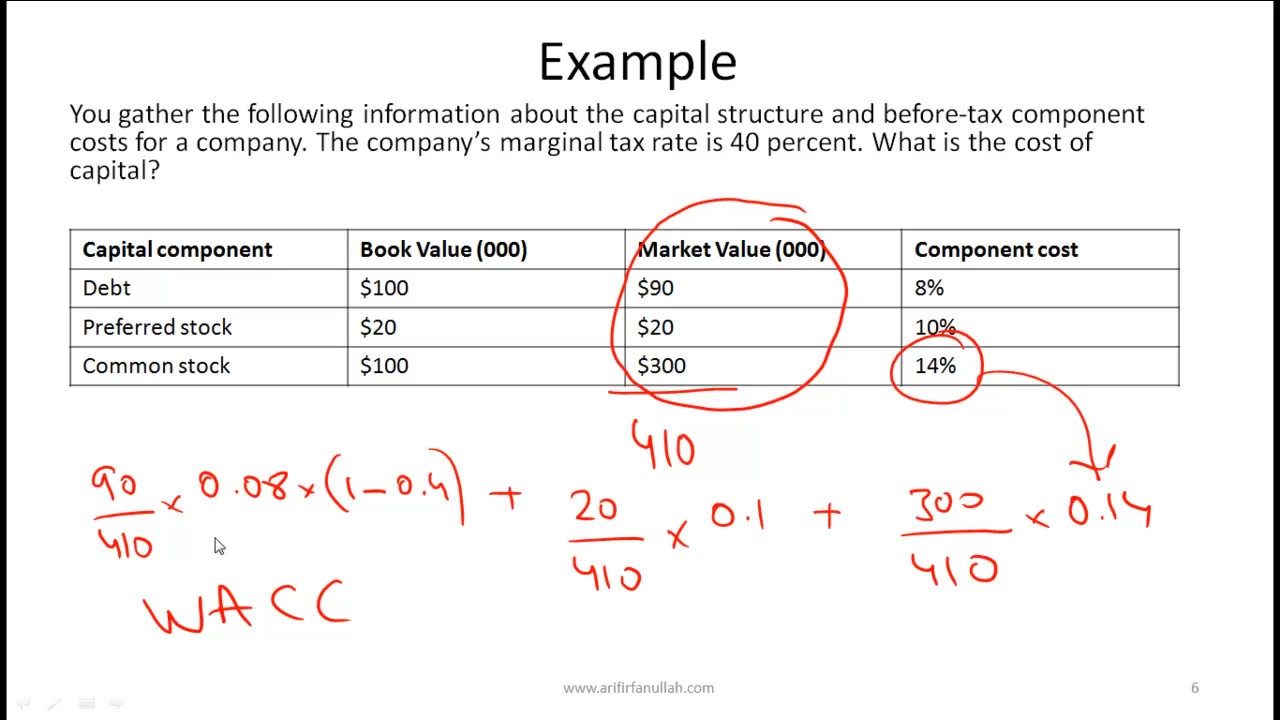 Example
You gather the following information about the capital structure and before-tax component
costs for a company. The company's marginal tax rate is 40 percent. What is the cost of
capital?
Capital component Book Value (000) Market Value (000) Component cost
Debt $100 $90 8%
Preferred stock $20 $20 10%
Common stock $100 $300 14%
410
90/410 × 0.08 × (1 - 0.4) + 20/410 × 0.1 + 300/410 × 0.14
WACC
www.arifirfanullah.com 6